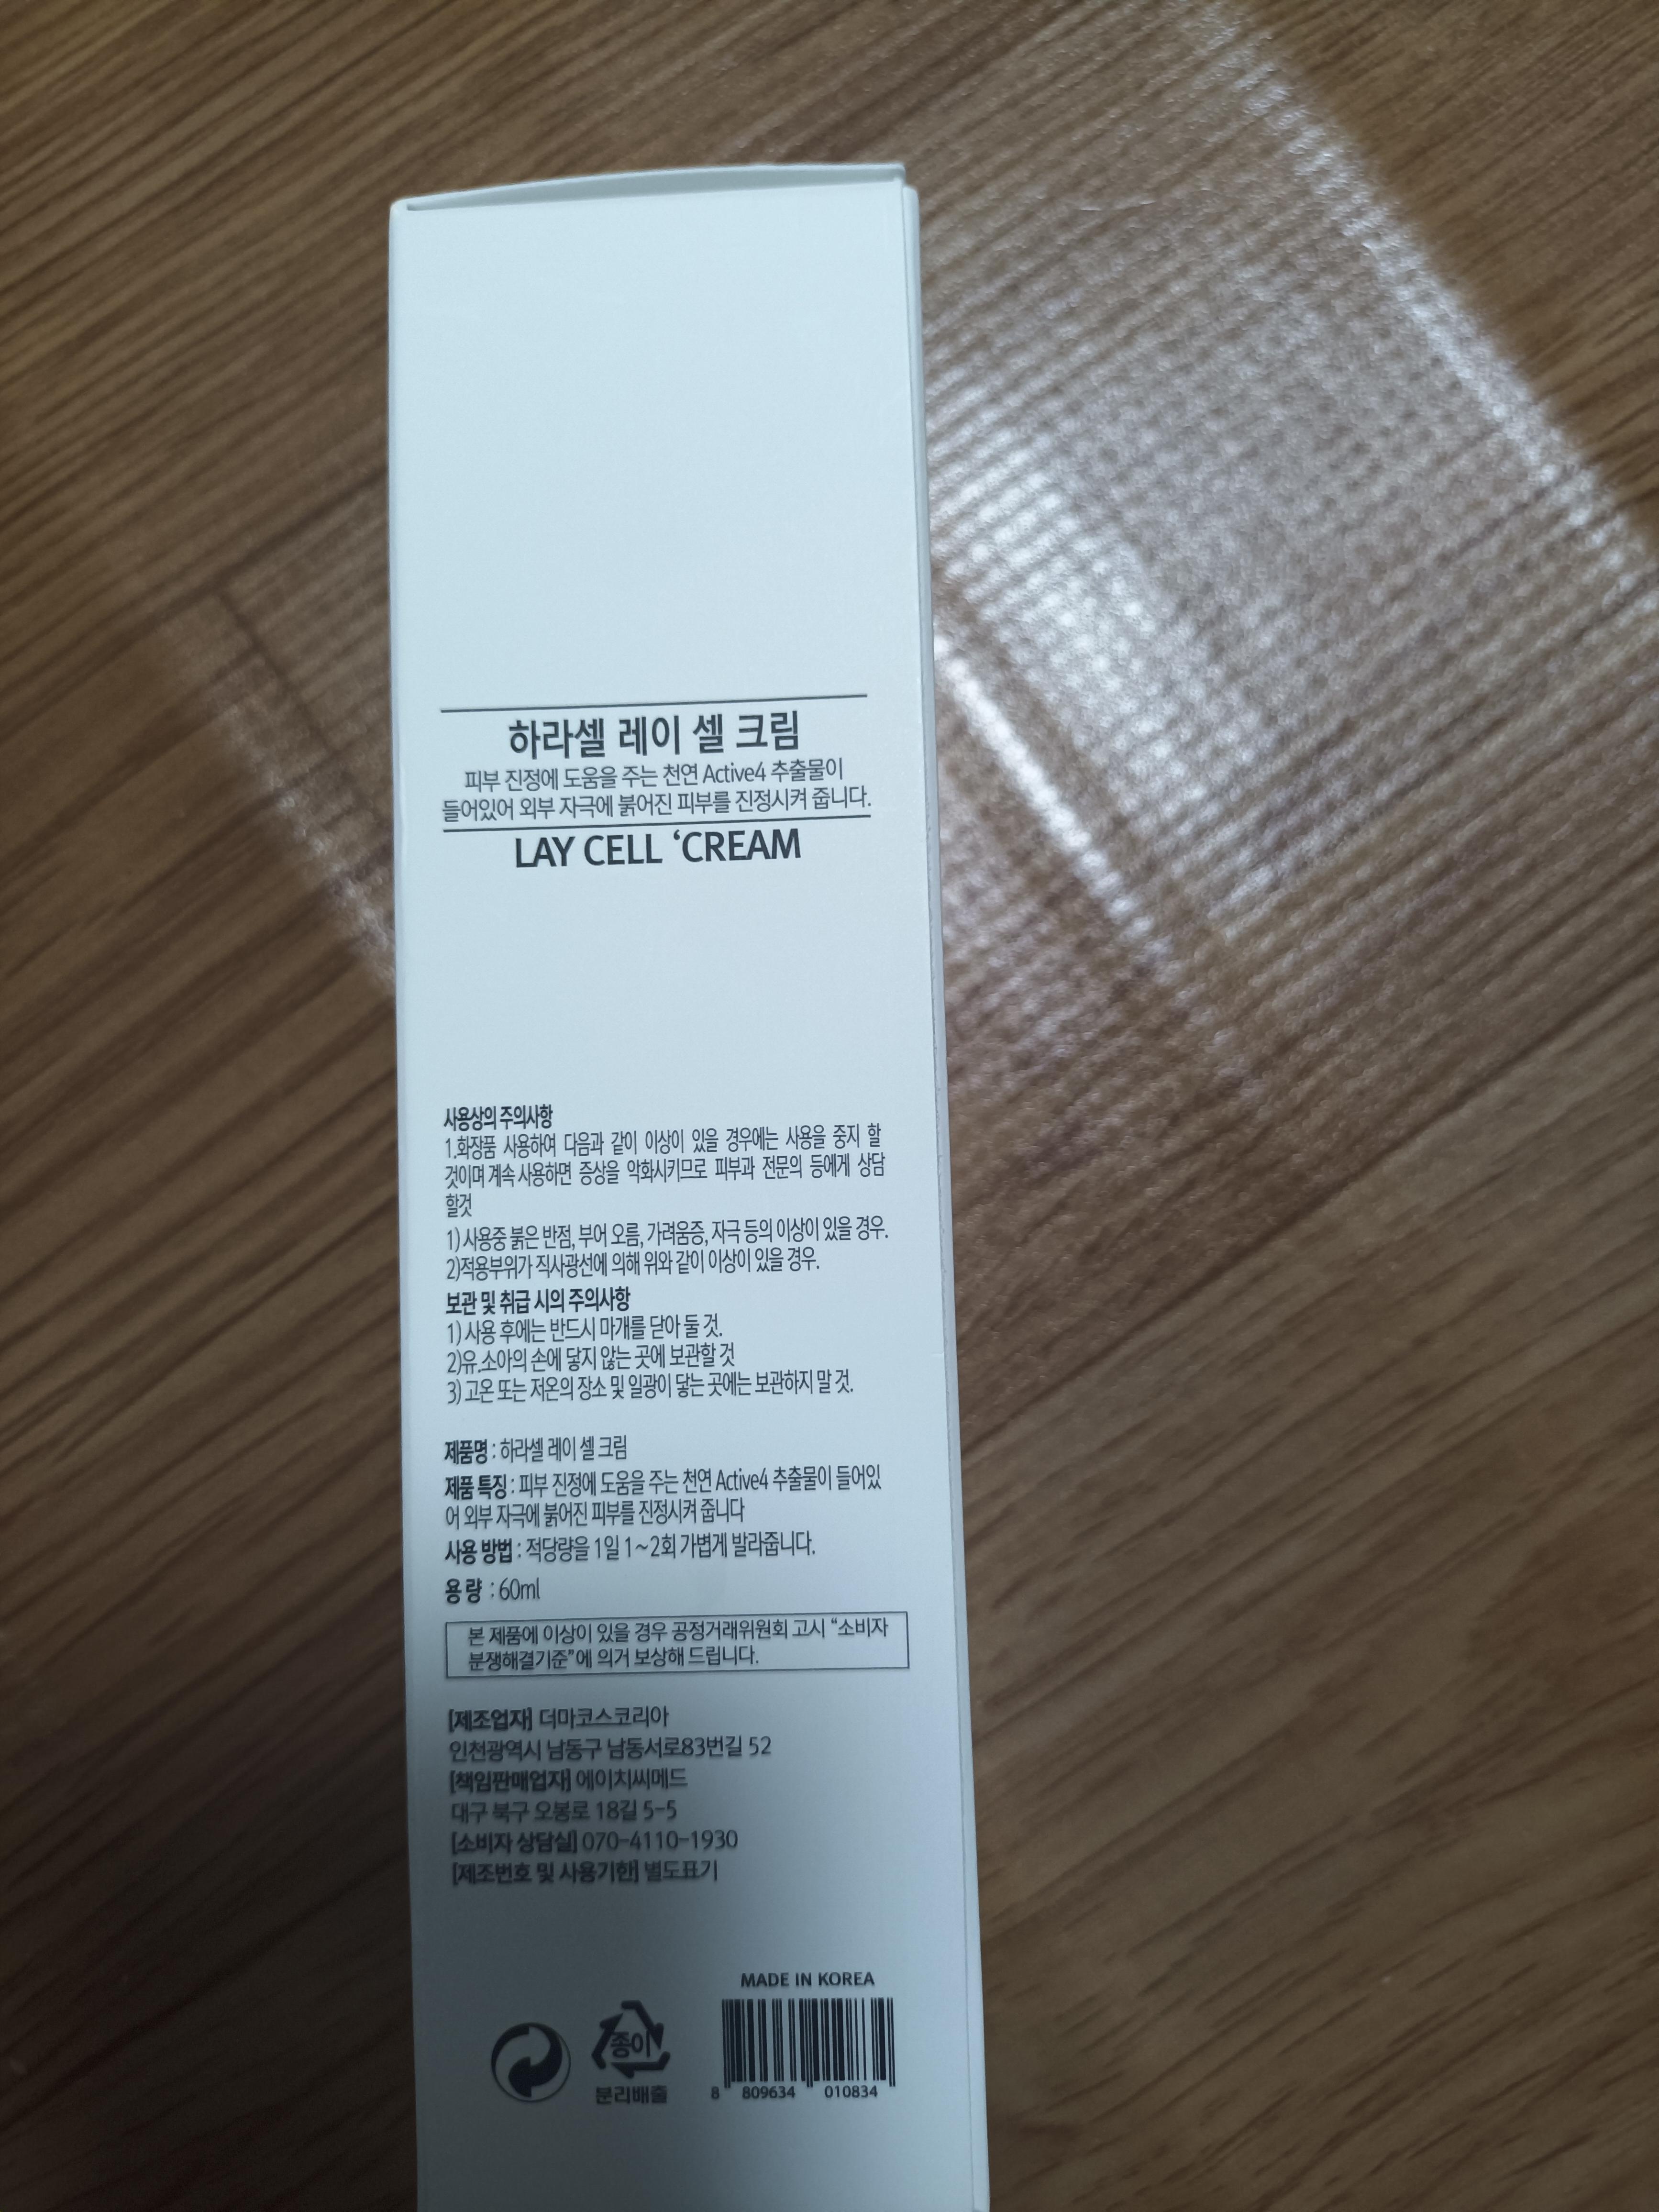 하라셀 레이 셀 크림
피부 진정에 도움을 주는 천연 Active4 추출물이
들어있어 외부 자극에 붉어진 피부를 진정시켜 줍니다.
LAY CELL ‘CREAM
사용상의 주의사항
1.화장품 사용하여 다음과 같이 이상이 있을 경우에는 사용을 중지 할
것이며 계속 사용하면 증상을 악화시키므로 피부과 전문의 등에게 상담
할것
1) 사용중 붉은 반점, 부어 오름, 가려움증, 자극 등의 이상이 있을 경우.
2)적용부위가 직사광선에 의해 위와 같이 이상이 있을 경우.
보관 및 취급 시의 주의사항
1) 사용 후에는 반드시 마개를 닫아 둘 것.
2)유.소아의 손에 닿지 않는 곳에 보관할 것
3) 고온 또는 저온의 장소 및 일광이 닿는 곳에는 보관하지 말 것.
제품명 : 하라셀 레이 셀 크림
제품 특징 : 피부 진정에 도움을 주는 천연 Active4 추출물이 들어있
어 외부 자극에 붉어진 피부를 진정시켜 줍니다
사용 방법 : 적당량을 1일 1~2회 가볍게 발라줍니다.
용량 : 60ml
본 제품에 이상이 있을 경우 공정거래위원회 고시 “소비자
분쟁해결기준”에 의거 보상해 드립니다.
[제조업자] 더마코스코리아
인천광역시 남동구 남동서로83번길 52
[책임판매업자] 에이치씨메드
대구 북구 오봉로 18길 5-5
[소비자 상담실] 070-4110-1930
[제조번호 및 사용기한] 별도표기
MADE IN KOREA
종이
분리배출
8 809634 010834